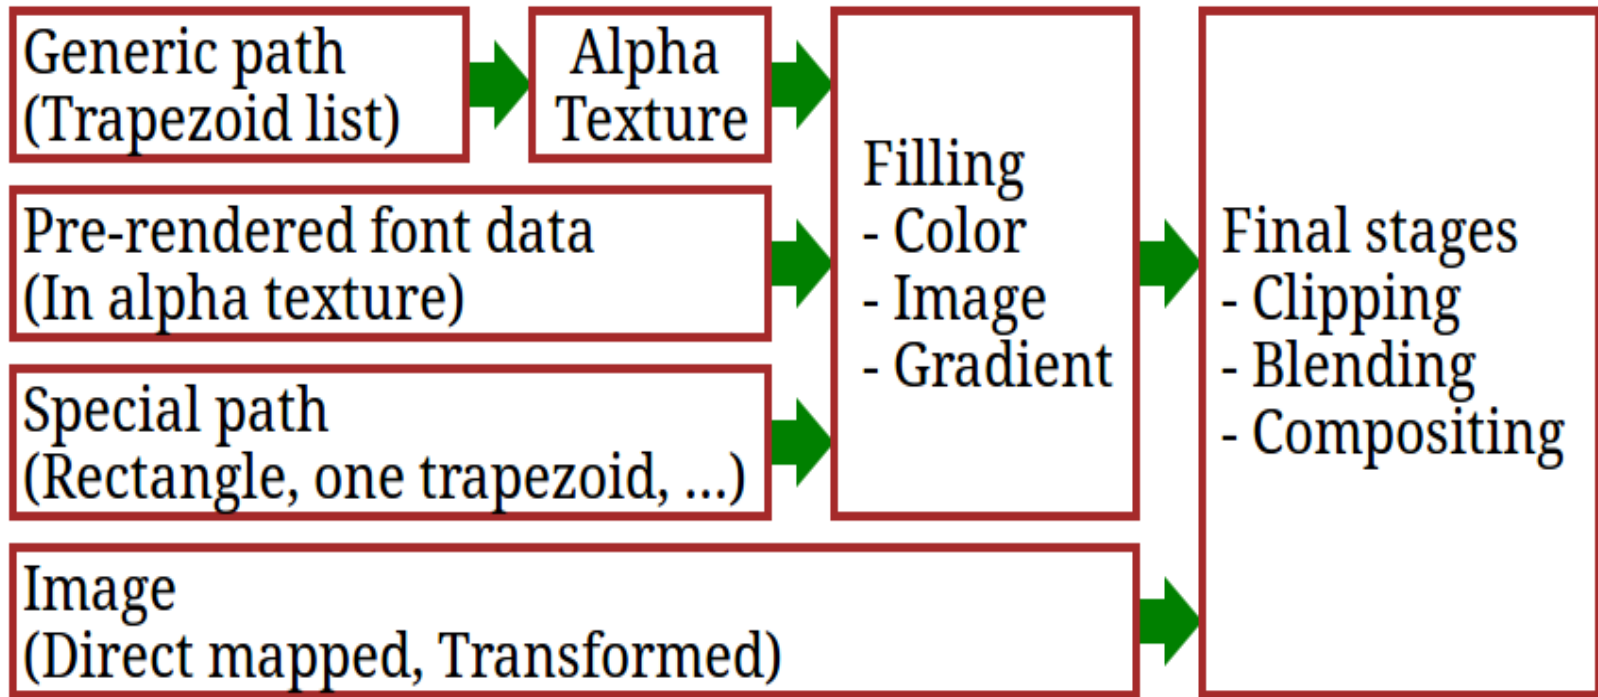 Generic path
(Trapezoid list)
Alpha
Texture
Pre-rendered font data
(In alpha texture)
Special path
(Rectangle, one trapezoid, ...)
Image
(Direct mapped, Transformed)
Filling
- Color
- Image
- Gradient
Final stages
- Clipping
- Blending
- Compositing